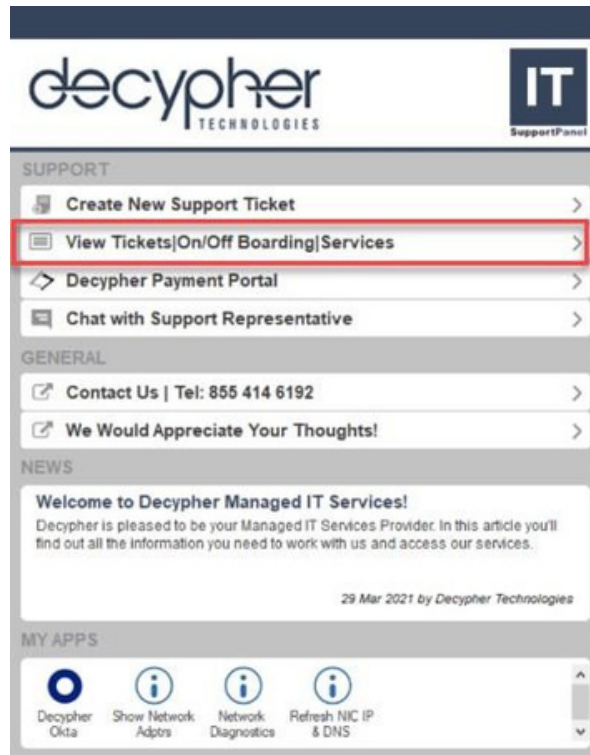 decypher
TECHNOLOGIES
IT
SupportPanel
SUPPORT
Create New Support Ticket
View Tickets|On/Off Boarding|Services
Decypher Payment Portal
Chat with Support Representative
GENERAL
Contact Us | Tel: 855 414 6192
We Would Appreciate Your Thoughts!
NEWS
Welcome to Decypher Managed IT Services!
Decypher is pleased to be your Managed IT Services Provider. In this article you'll
find out all the information you need to work with us and access our services.
29 Mar 2021 by Decypher Technologies
MY APPS
Decypher Show Network Network Refresh NIC IP
Okta Adptrs Diagnostics & DNS